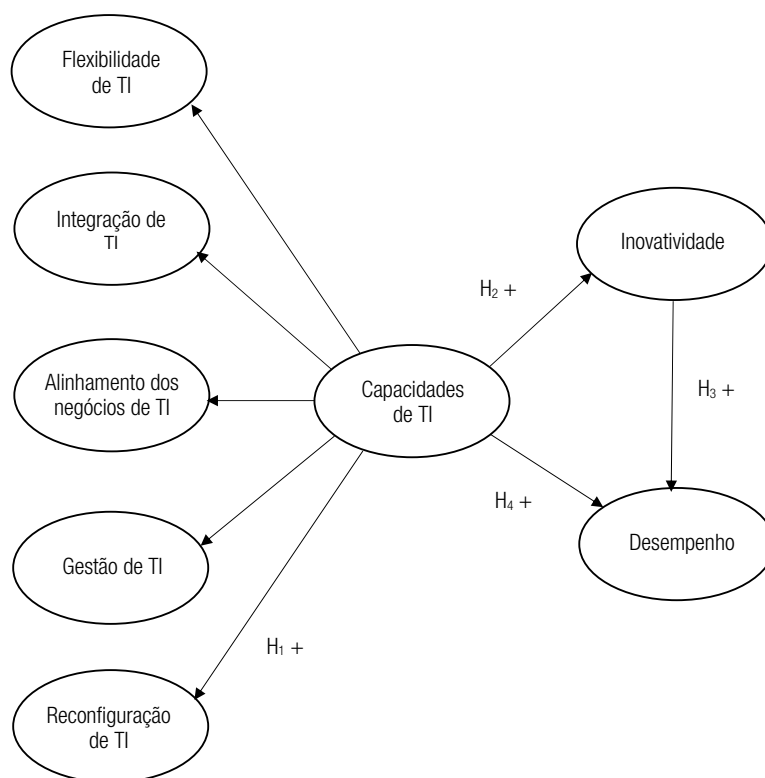 Flexibilidade
de TI
Integração de
TI
Inovatividade
H₂ +
Alinhamento dos
negócios de TI
Capacidades
de TI
H₃ +
H₄ +
Gestão de TI
Desempenho
H₁ +
Reconfiguração
de TI